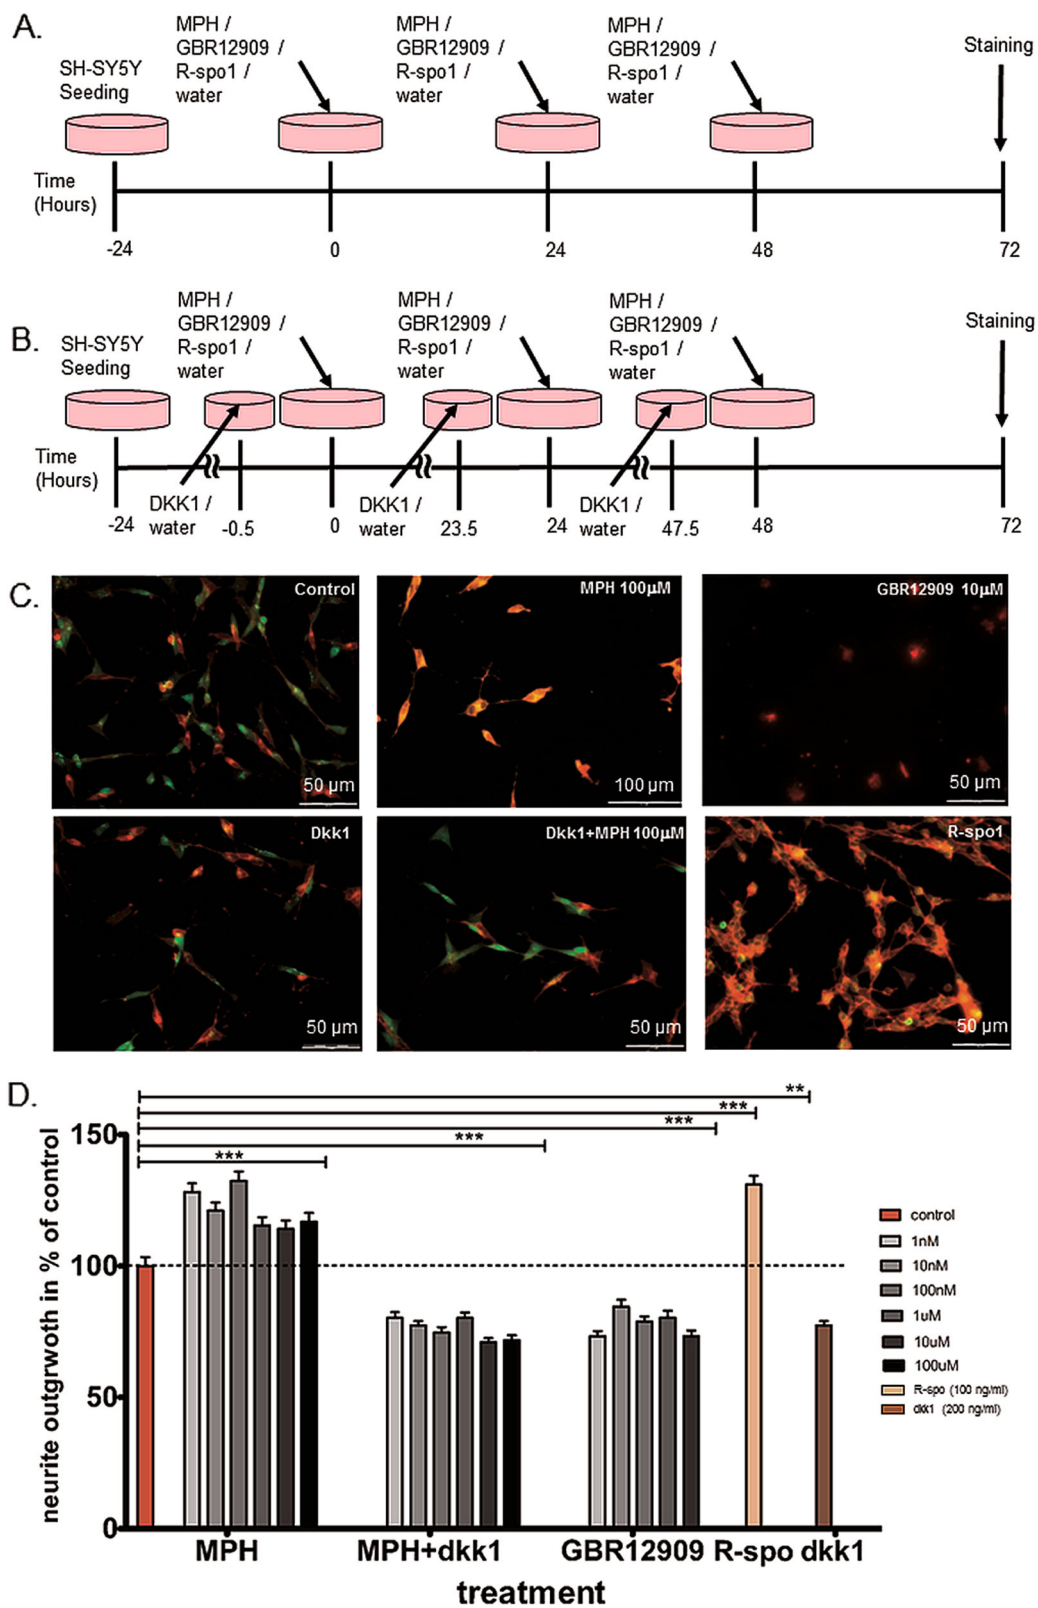 A.
SH-SY5Y
Seeding
MPH /
GBR12909 /
R-spo1 /
water
MPH /
GBR12909 /
R-spo1 /
water
MPH /
GBR12909 /
R-spo1 /
water
Staining
Time
(Hours)
-24
0
24
48
72
B.
SH-SY5Y
Seeding
MPH /
GBR12909 /
R-spo1 /
water
MPH /
GBR12909 /
R-spo1 /
water
MPH /
GBR12909 /
R-spo1 /
water
Staining
Time
(Hours)
DKK1 /
water
DKK1 /
water
DKK1 /
water
-24
-0.5
0
23.5
24
47.5
48
72
C.
Control
50 µm
MPH 100µM
100 µm
GBR12909 10µM
50 µm
Dkk1
50 µm
Dkk1+MPH 100µM
50 µm
R-spo1
50 µm
D.
**
***
***
***
***
neurite outgrwoth in % of control
150
100
50
0
MPH
MPH+dkk1
GBR12909
R-spo
dkk1
treatment
control
1nM
10nM
100nM
1uM
10uM
100uM
R-spo (100 ng/ml)
dkk1 (200 ng/ml)